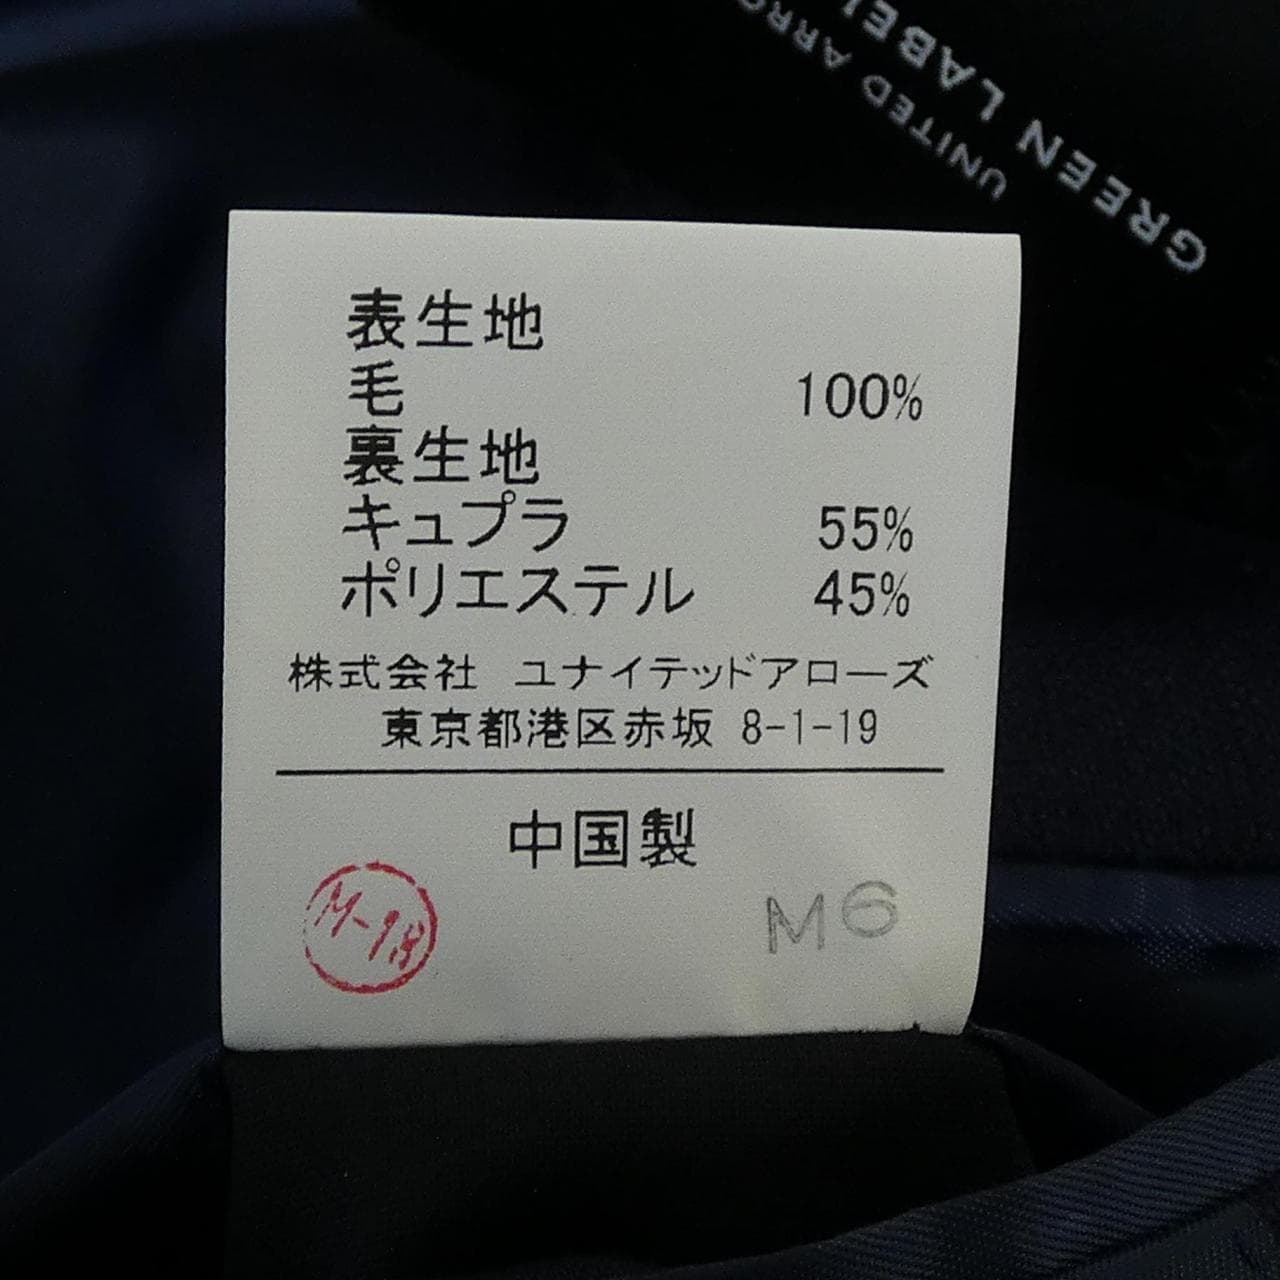 GREEN LABEL
UNITED ARRO
表生地
毛 100%
裏生地
キュプラ 55%
ポリエステル 45%
株式会社 ユナイテッドアローズ
東京都港区赤坂 8-1-19
中国製
M-18
M6